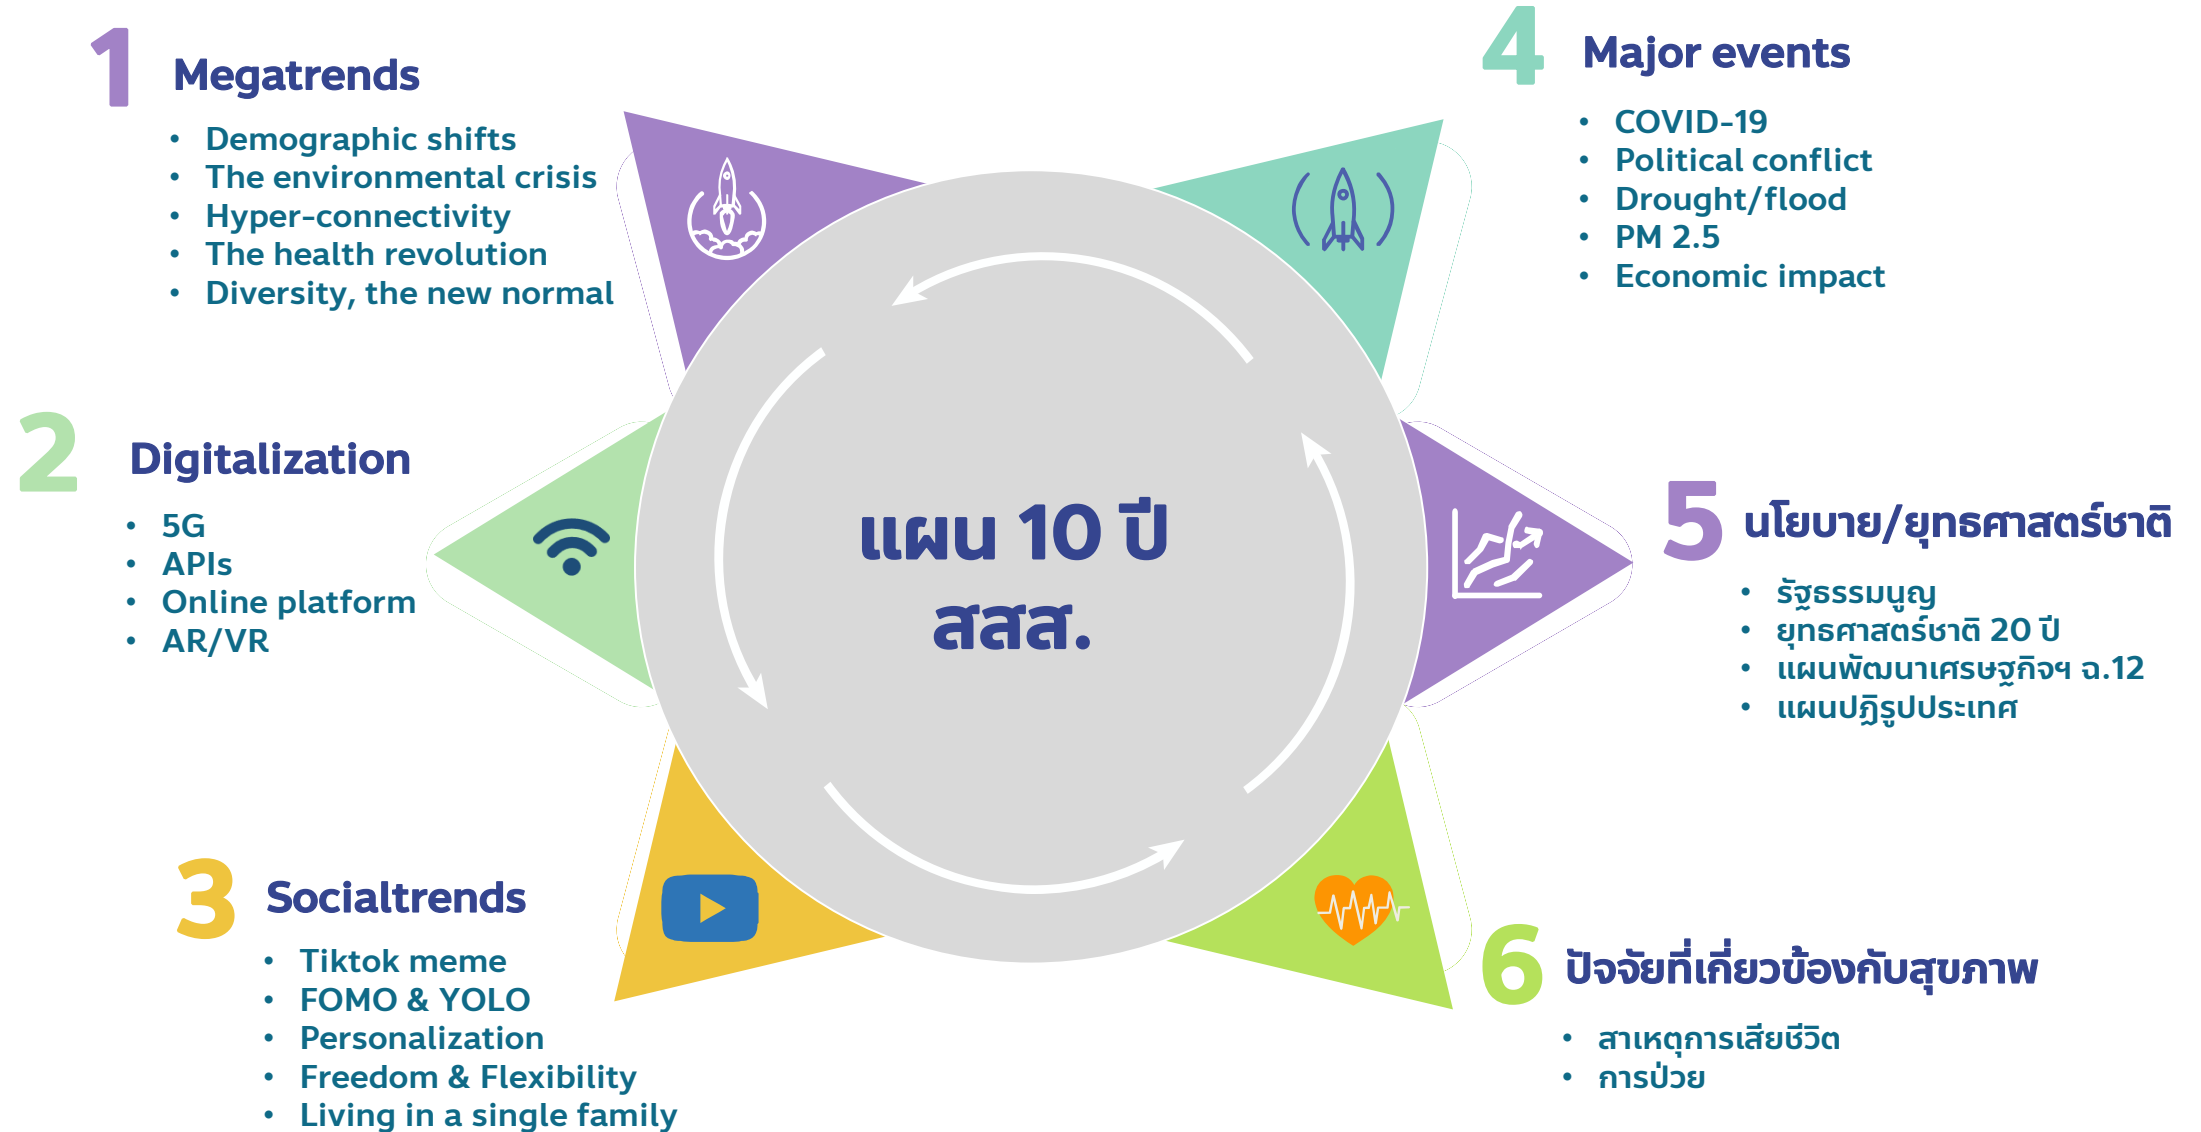 1
Megatrends
• Demographic shifts
• The environmental crisis
• Hyper-connectivity
• The health revolution
• Diversity, the new normal
2
Digitalization
• 5G
• APIs
• Online platform
• AR/VR
3
Socialtrends
• Tiktok meme
• FOMO & YOLO
• Personalization
• Freedom & Flexibility
• Living in a single family
แผน 10 ปี
สสส.
4
Major events
• COVID-19
• Political conflict
• Drought/flood
• PM 2.5
• Economic impact
5
นโยบาย/ยุทธศาสตร์ชาติ
• รัฐธรรมนูญ
• ยุทธศาสตร์ชาติ 20 ปี
• แผนพัฒนาเศรษฐกิจฯ ฉ.12
• แผนปฏิรูปประเทศ
6
ปัจจัยที่เกี่ยวข้องกับสุขภาพ
• สาเหตุการเสียชีวิต
• การป่วย